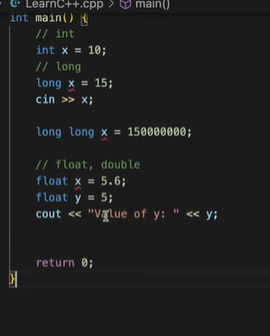 LearnC++.cpp > main()
int main() {
// int
int x = 10;
// long
long x = 15;
cin >> x;
long long x = 150000000;
// float, double
float x = 5.6;
float y = 5;
cout << "Value of y: " << y;
return 0;
}